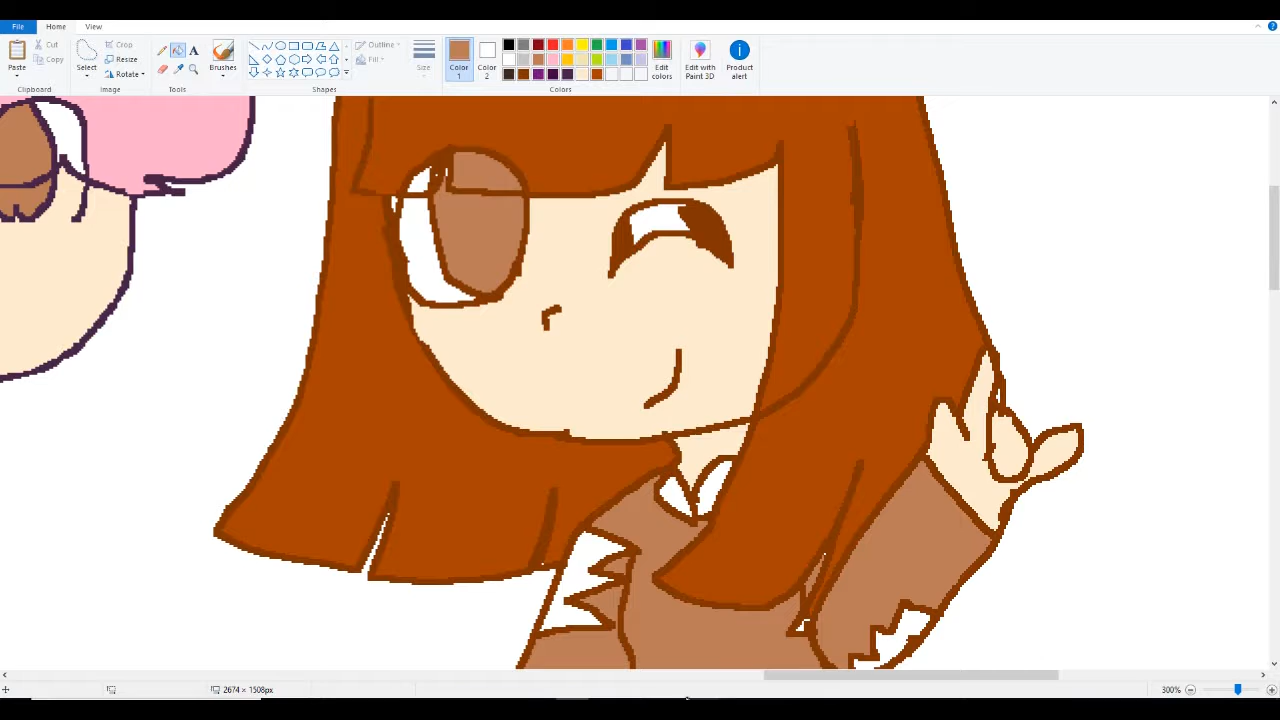 File Home View
Paste Cut Copy Clipboard
Select Crop Resize Rotate Image
A Tools
Brushes
Outline Fill Shapes
Size
Color 1 Color 2 Edit colors Colors
Edit with Paint 3D
Product alert
2674 × 1508px
300%